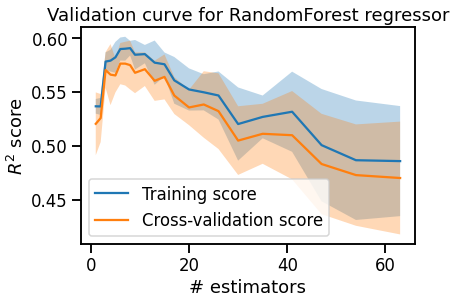 Validation curve for RandomForest regressor
0.60
0.55
0.50
0.45
R² score
Training score
Cross-validation score
0 20 40 60
# estimators